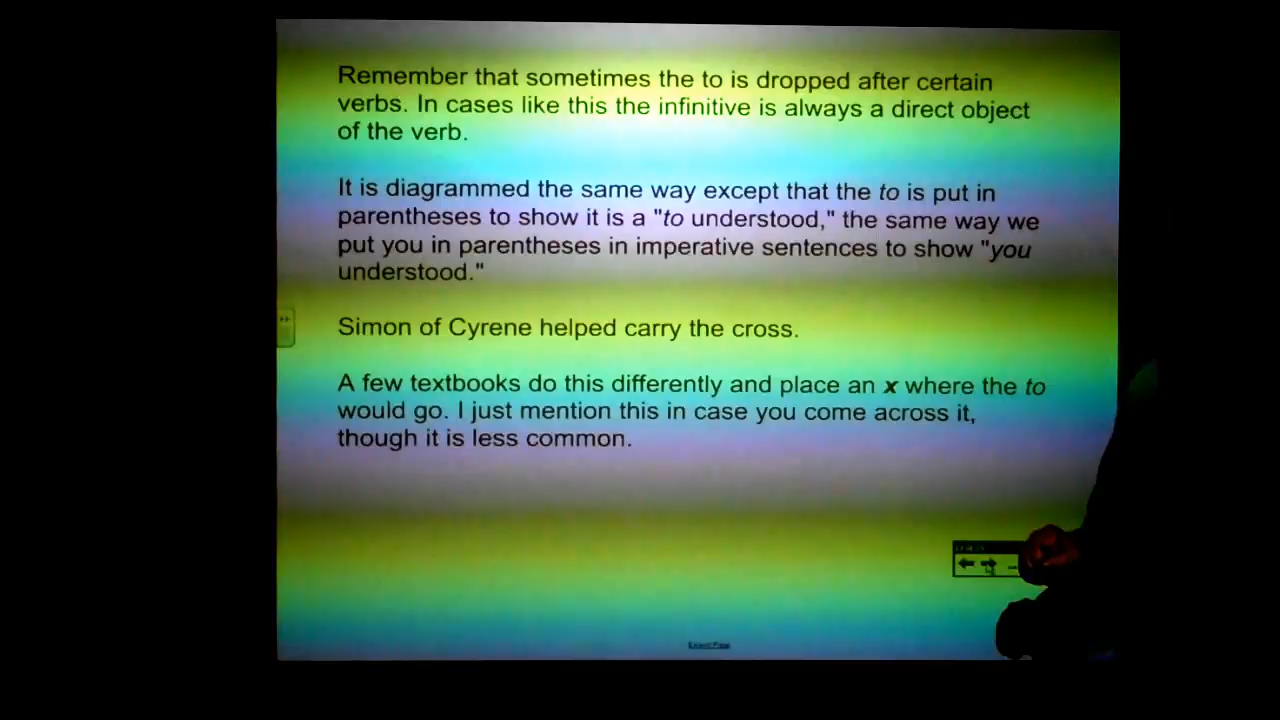 Remember that sometimes the to is dropped after certain
verbs. In cases like this the infinitive is always a direct object
of the verb.
It is diagrammed the same way except that the to is put in
parentheses to show it is a "to understood," the same way we
put you in parentheses in imperative sentences to show "you
understood."
Simon of Cyrene helped carry the cross.
A few textbooks do this differently and place an x where the to
would go. I just mention this in case you come across it,
though it is less common.